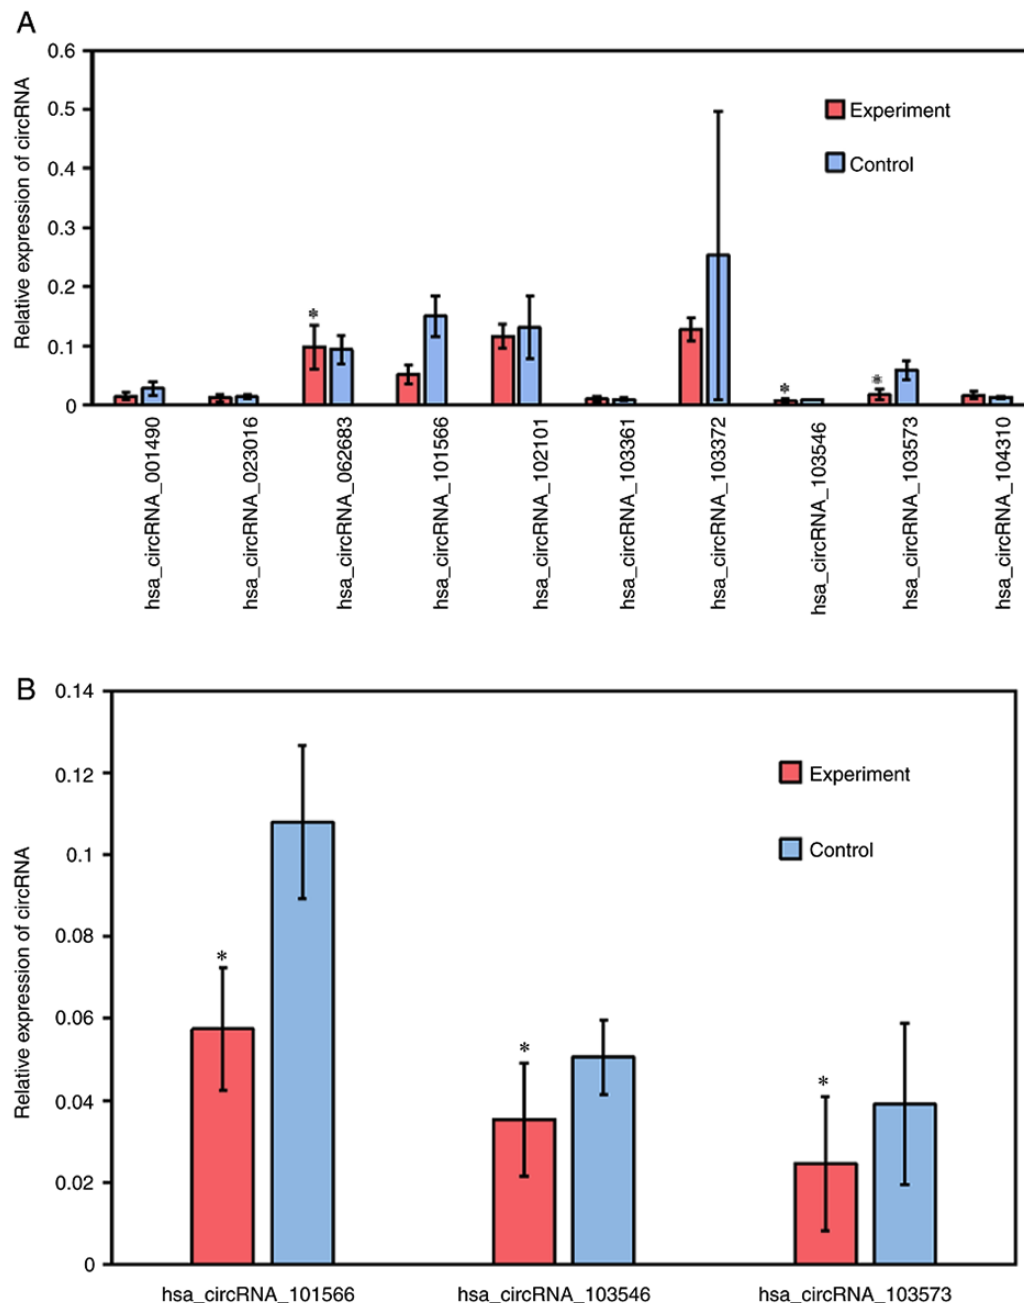 A
Relative expression of circRNA
0.6
0.5
0.4
0.3
0.2
0.1
0
Experiment
Control
*
*
*
hsa_circRNA_001490
hsa_circRNA_023016
hsa_circRNA_062683
hsa_circRNA_101566
hsa_circRNA_102101
hsa_circRNA_103361
hsa_circRNA_103372
hsa_circRNA_103546
hsa_circRNA_103573
hsa_circRNA_104310
B
Relative expression of circRNA
0.14
0.12
0.1
0.08
0.06
0.04
0.02
0
Experiment
Control
*
*
*
hsa_circRNA_101566
hsa_circRNA_103546
hsa_circRNA_103573